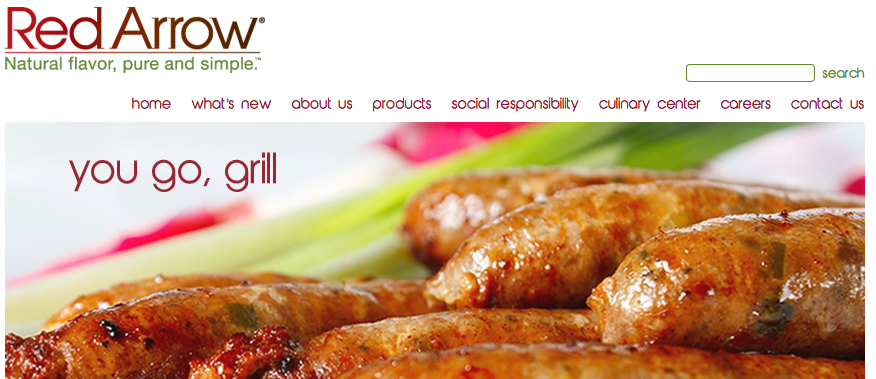 Red Arrow®
Natural flavor, pure and simple.™
search
home what's new about us products social responsibility culinary center careers contact us
you go, grill